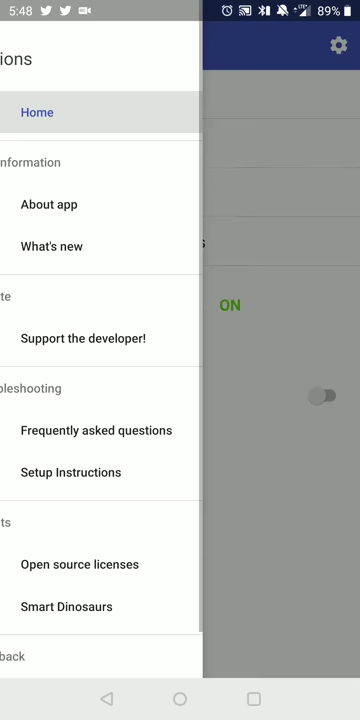 5:48 LTE 89%
ions
Home
nformation
About app
What's new
te
s
ON
Support the developer!
bleshooting
Frequently asked questions
Setup Instructions
ts
Open source licenses
Smart Dinosaurs
back